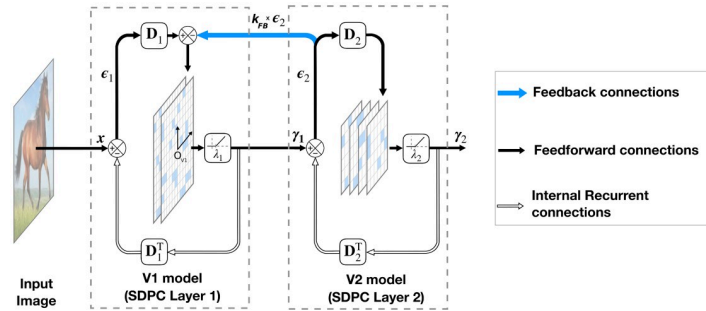 k_FB × ϵ_2
D_1
D_2
ϵ_1
ϵ_2
x
γ_1
γ_2
O_V1
λ_1
λ_2
D_1^T
D_2^T
Input
Image
V1 model
(SDPC Layer 1)
V2 model
(SDPC Layer 2)
Feedback connections
Feedforward connections
Internal Recurrent
connections